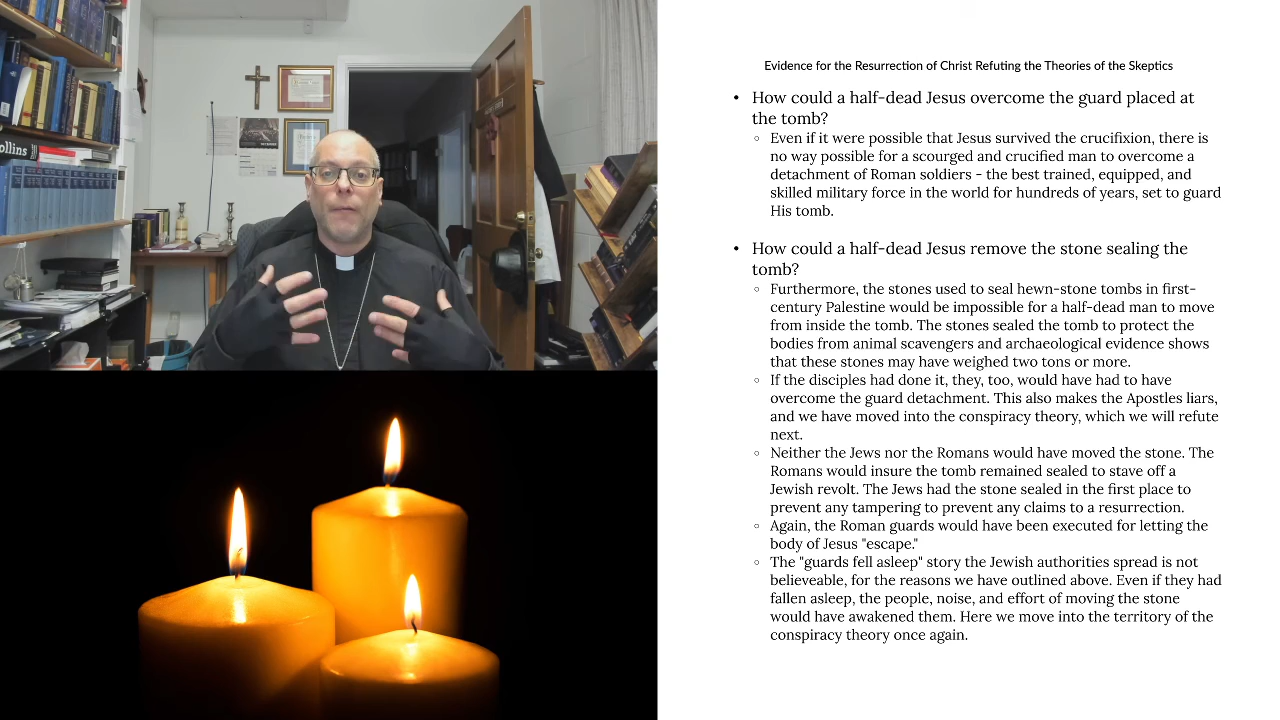 ollins
Evidence for the Resurrection of Christ Refuting the Theories of the Skeptics
• How could a half-dead Jesus overcome the guard placed at
the tomb?
◦ Even if it were possible that Jesus survived the crucifixion, there is
no way possible for a scourged and crucified man to overcome a
detachment of Roman soldiers - the best trained, equipped, and
skilled military force in the world for hundreds of years, set to guard
His tomb.
• How could a half-dead Jesus remove the stone sealing the
tomb?
◦ Furthermore, the stones used to seal hewn-stone tombs in first-
century Palestine would be impossible for a half-dead man to move
from inside the tomb. The stones sealed the tomb to protect the
bodies from animal scavengers and archaeological evidence shows
that these stones may have weighed two tons or more.
◦ If the disciples had done it, they, too, would have had to have
overcome the guard detachment. This also makes the Apostles liars,
and we have moved into the conspiracy theory, which we will refute
next.
◦ Neither the Jews nor the Romans would have moved the stone. The
Romans would insure the tomb remained sealed to stave off a
Jewish revolt. The Jews had the stone sealed in the first place to
prevent any tampering to prevent any claims to a resurrection.
◦ Again, the Roman guards would have been executed for letting the
body of Jesus "escape."
◦ The "guards fell asleep" story the Jewish authorities spread is not
believeable, for the reasons we have outlined above. Even if they had
fallen asleep, the people, noise, and effort of moving the stone
would have awakened them. Here we move into the territory of the
conspiracy theory once again.